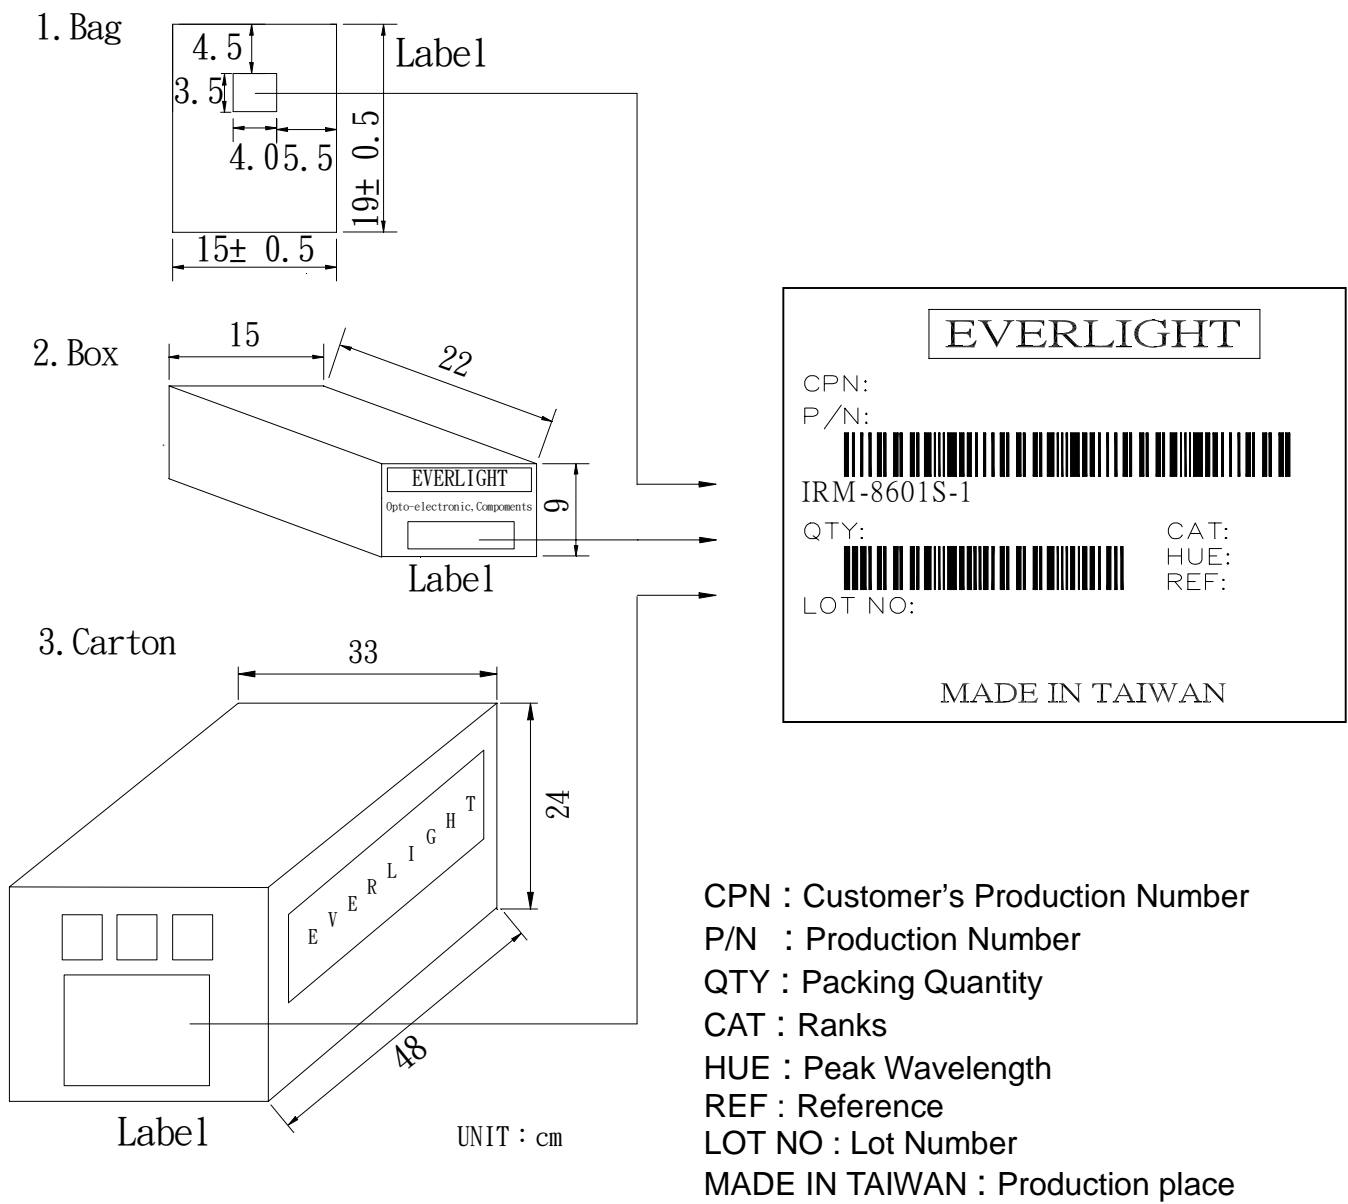 1.Bag
4.5
Label
3.5
4.0
5.5
19± 0.5
15± 0.5
2.Box
15
22
EVERLIGHT
Opto-electronic,Compoments
9
Label
3.Carton
33
24
EVERLIGHT
48
Label
UNIT：cm
EVERLIGHT
CPN:
P/N:
IRM-8601S-1
QTY:
CAT:
HUE:
REF:
LOT NO:
MADE IN TAIWAN
CPN：Customer’s Production Number
P/N ：Production Number
QTY：Packing Quantity
CAT：Ranks
HUE：Peak Wavelength
REF : Reference
LOT NO : Lot Number
MADE IN TAIWAN：Production place